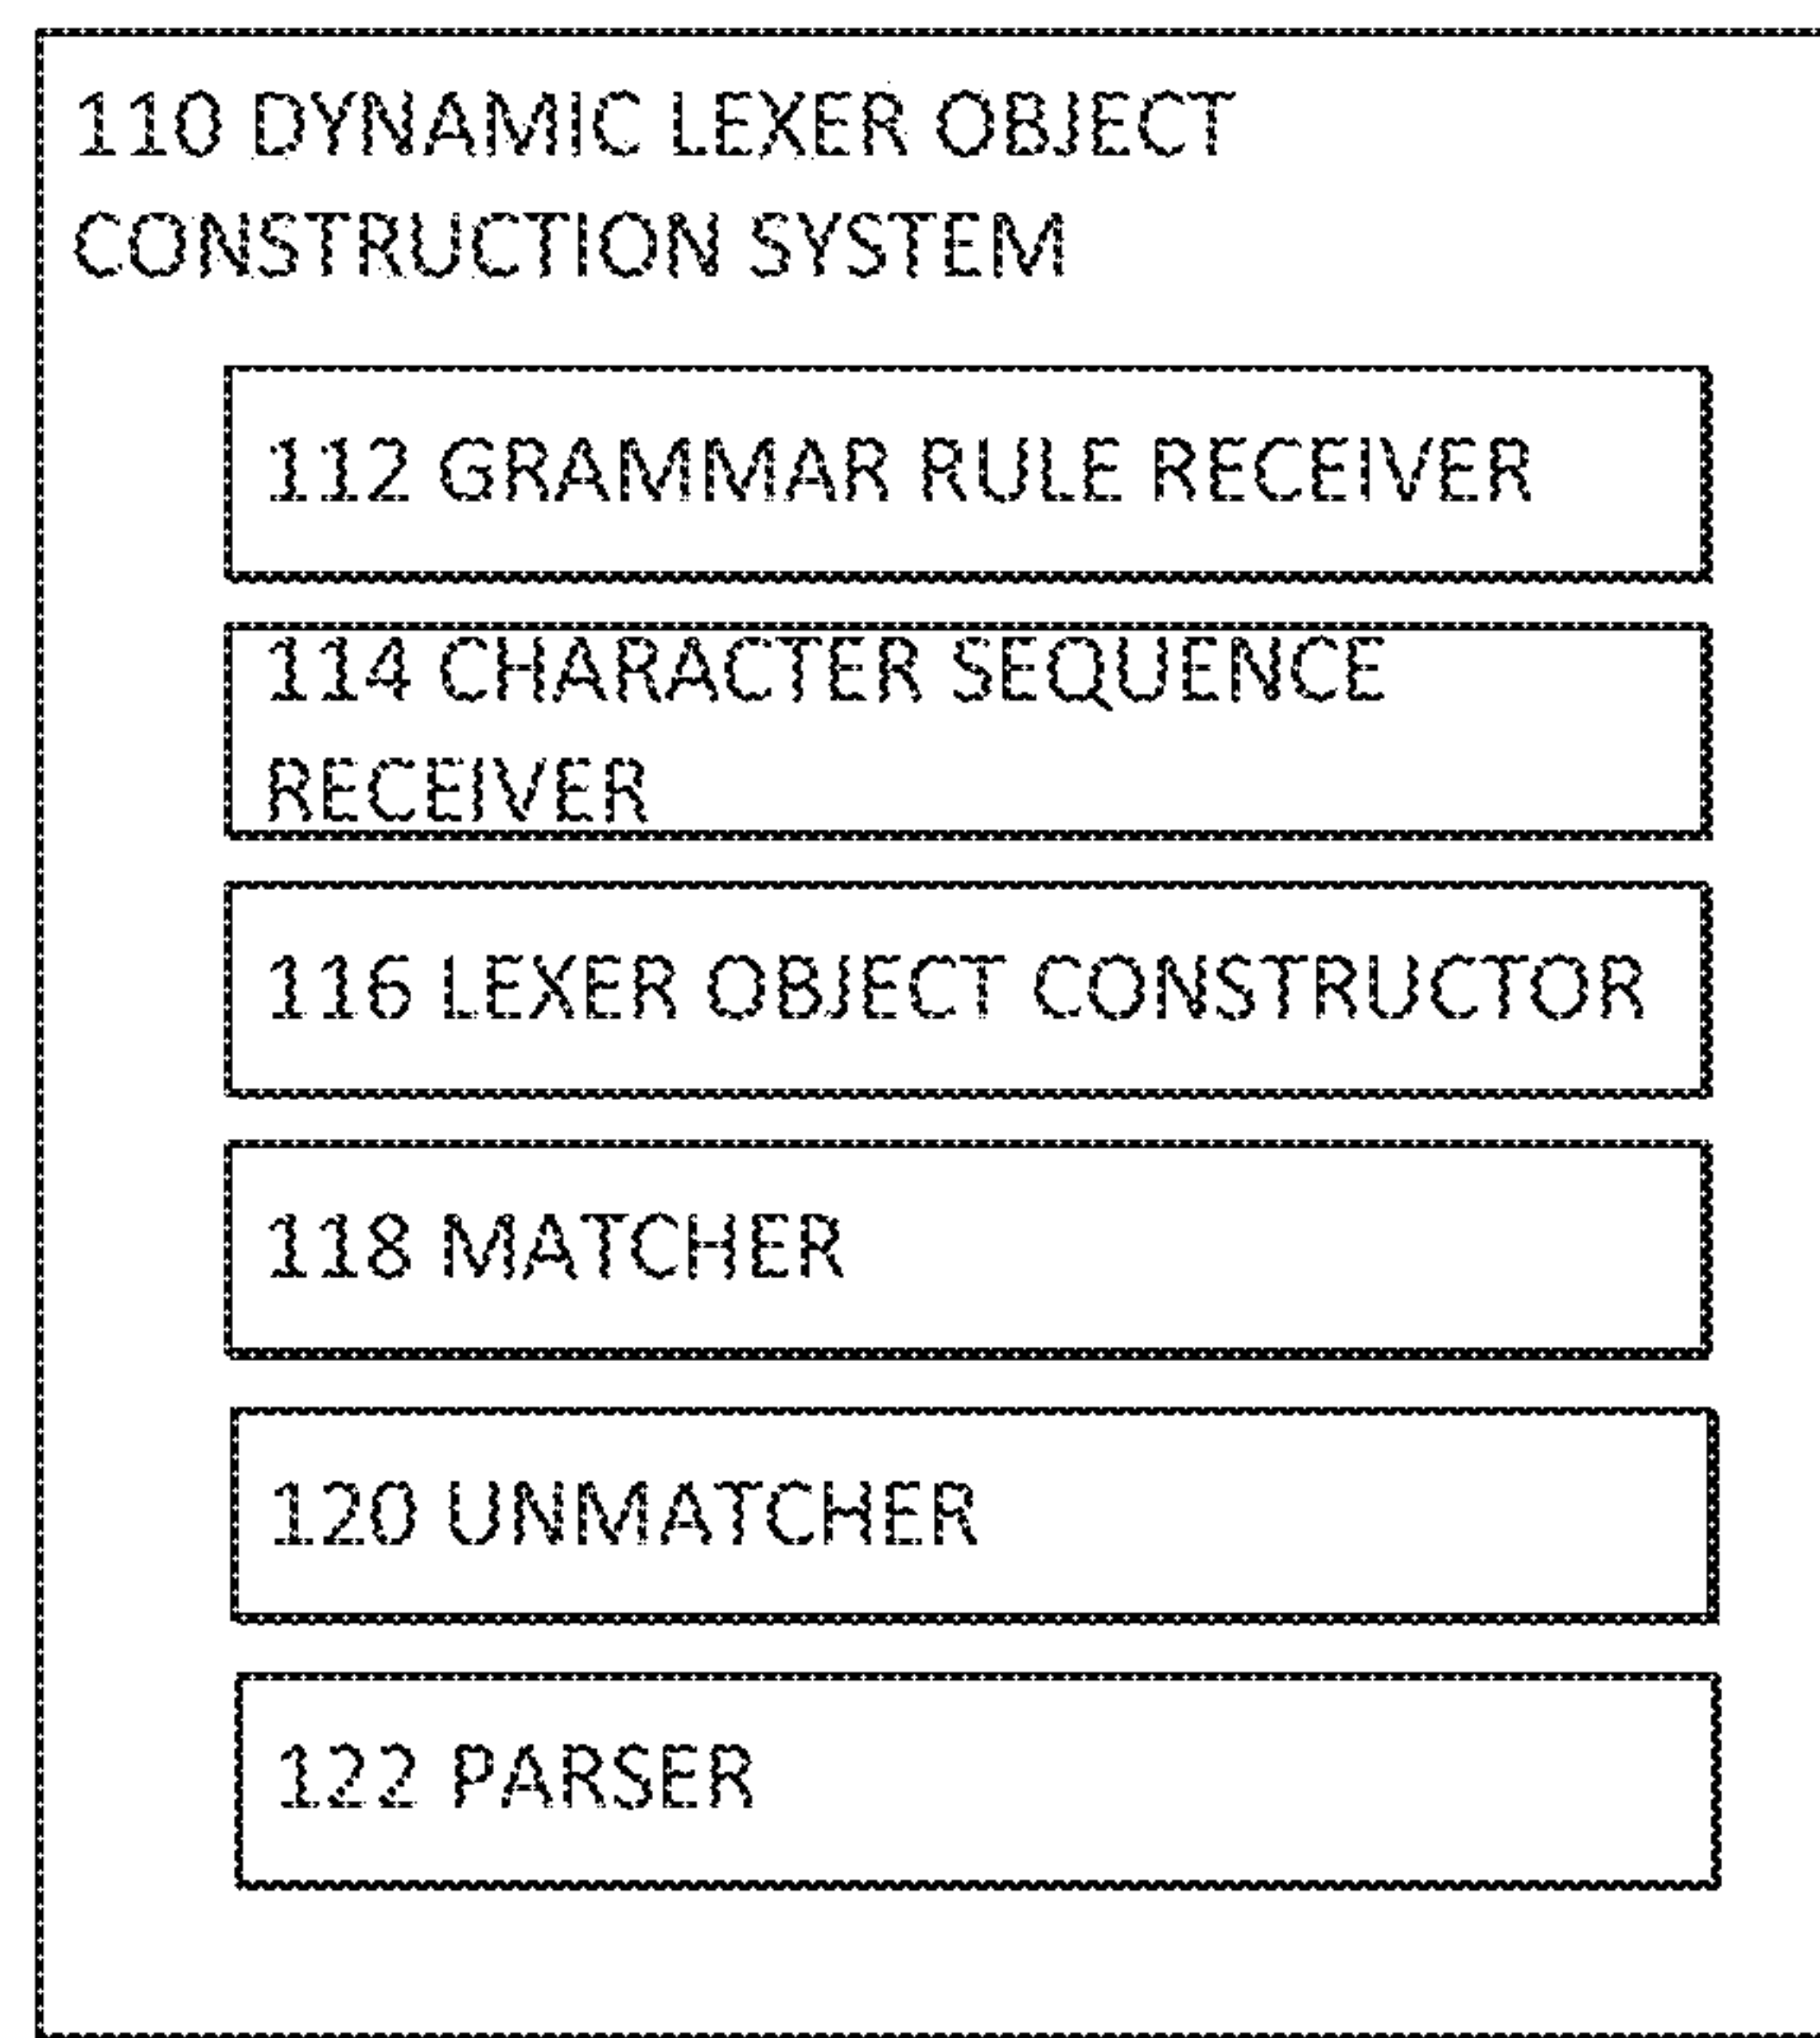 110 DYNAMIC LEXER OBJECT
CONSTRUCTION SYSTEM
112 GRAMMAR RULE RECEIVER
114 CHARACTER SEQUENCE
RECEIVER
116 LEXER OBJECT CONSTRUCTOR
118 MATCHER
120 UNMATCHER
122 PARSER